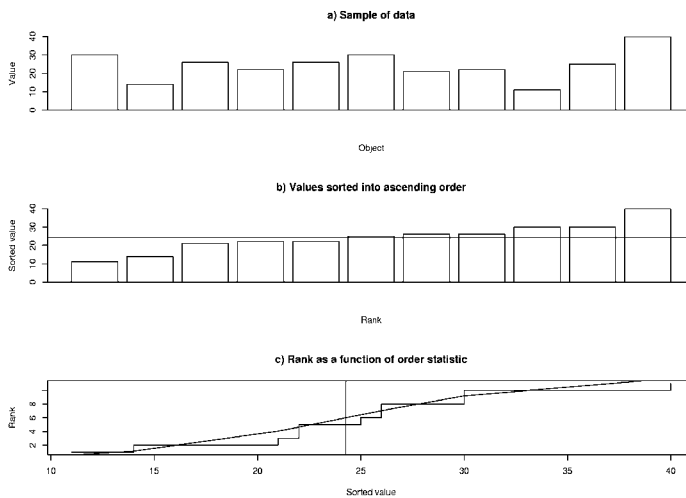 a) Sample of data
Value
0 10 20 30 40
Object
b) Values sorted into ascending order
Sorted value
0 10 20 30 40
Rank
c) Rank as a function of order statistic
Rank
2 4 6 8
10 15 20 25 30 35 40
Sorted value